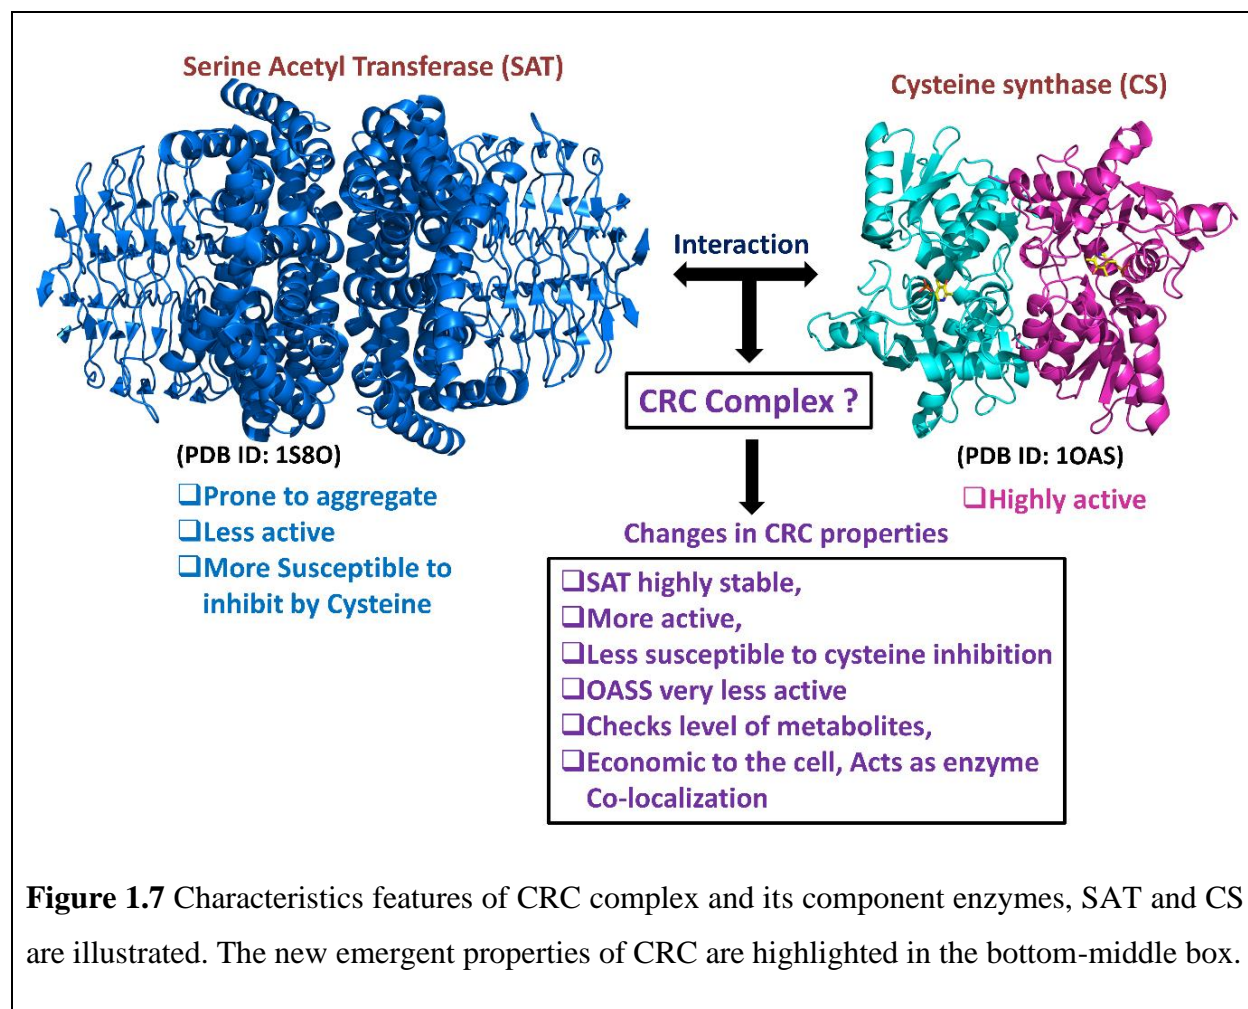 Serine Acetyl Transferase (SAT)
Cysteine synthase (CS)
Interaction
CRC Complex ?
(PDB ID: 1S8O)
❑Prone to aggregate
❑Less active
❑More Susceptible to
inhibit by Cysteine
(PDB ID: 1OAS)
❑Highly active
Changes in CRC properties
❑SAT highly stable,
❑More active,
❑Less susceptible to cysteine inhibition
❑OASS very less active
❑Checks level of metabolites,
❑Economic to the cell, Acts as enzyme
Co-localization
Figure 1.7 Characteristics features of CRC complex and its component enzymes, SAT and CS
are illustrated. The new emergent properties of CRC are highlighted in the bottom-middle box.